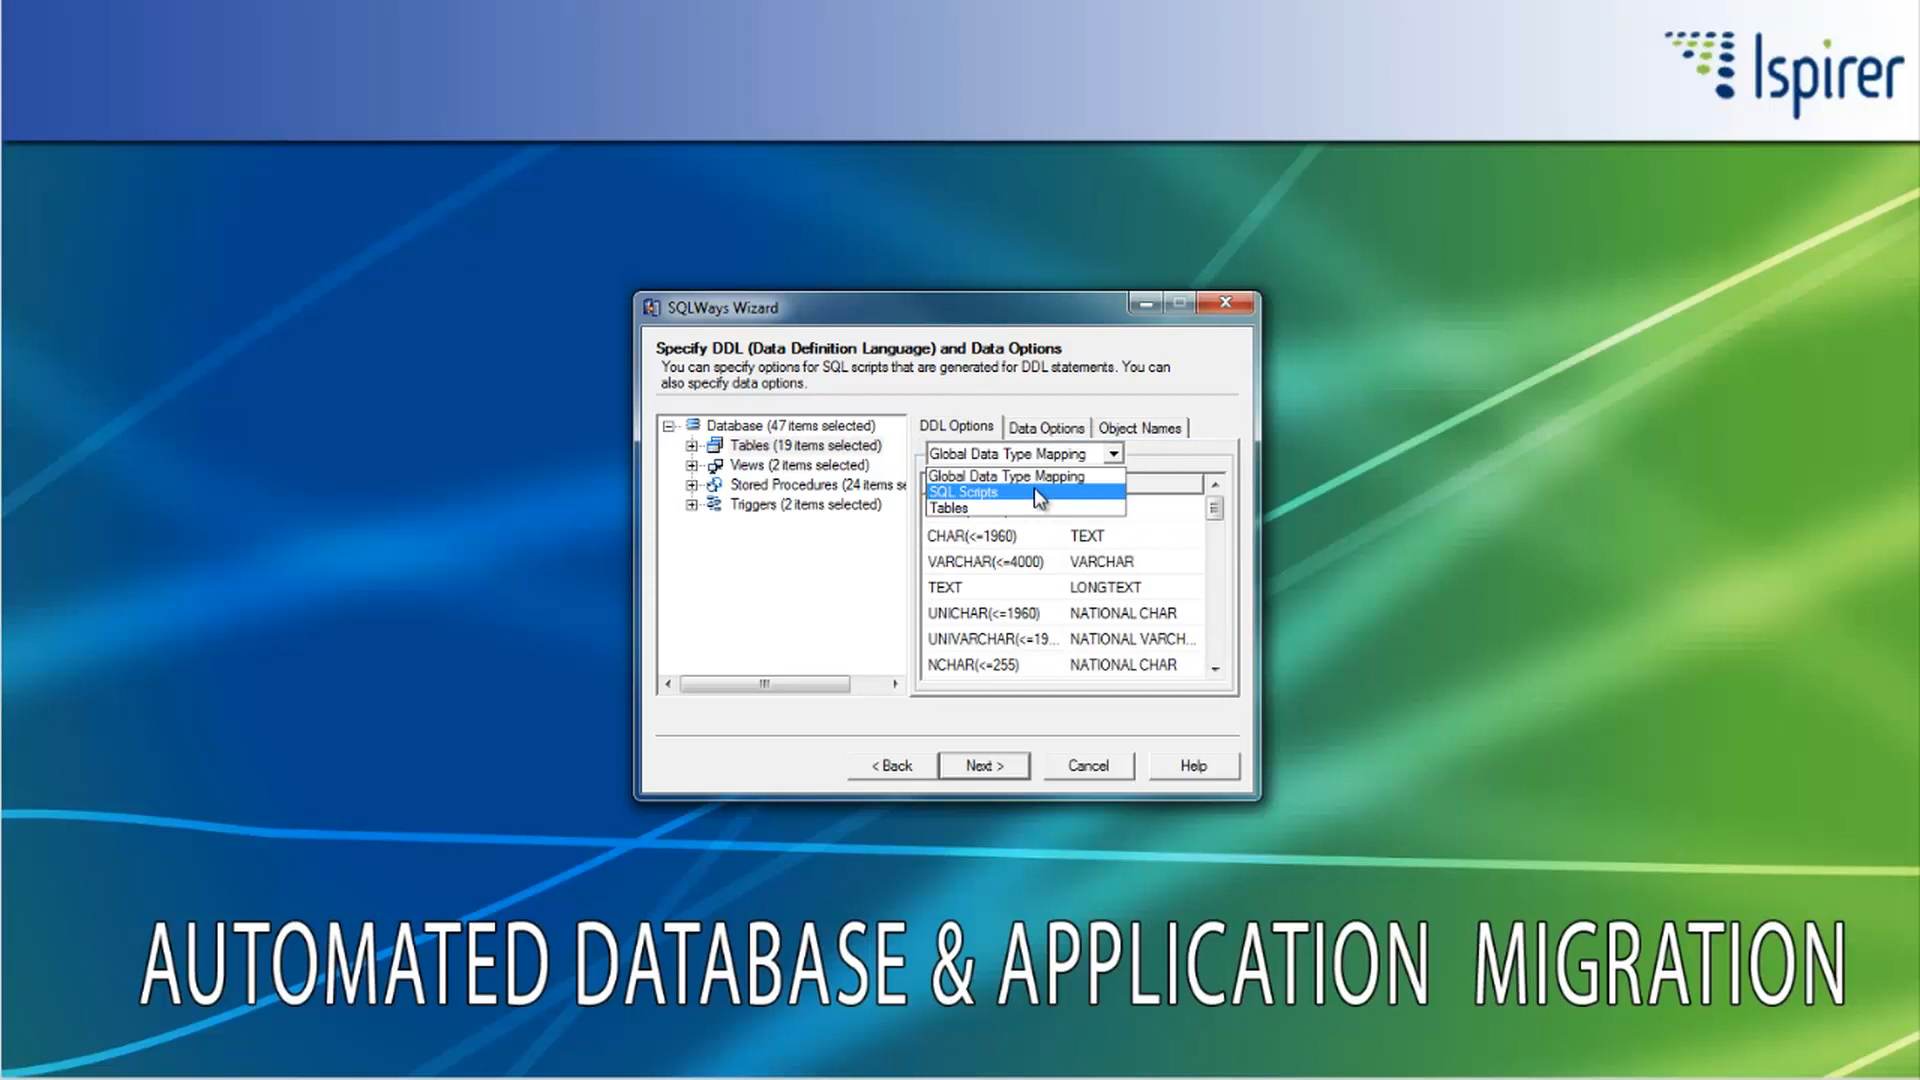 Ispirer
SQLWays Wizard
Specify DDL (Data Definition Language) and Data Options
You can specify options for SQL scripts that are generated for DDL statements. You can
also specify data options.
Database (47 items selected)
Tables (19 items selected)
Views (2 items selected)
Stored Procedures (24 items se
Triggers (2 items selected)
DDL Options
Data Options
Object Names
Global Data Type Mapping
Global Data Type Mapping
SQL Scripts
Tables
CHAR(<=1960) TEXT
VARCHAR(<=4000) VARCHAR
TEXT LONGTEXT
UNICHAR(<=1960) NATIONAL CHAR
UNIVARCHAR(<=19... NATIONAL VARCH...
NCHAR(<=255) NATIONAL CHAR
< Back
Next >
Cancel
Help
AUTOMATED DATABASE & APPLICATION MIGRATION